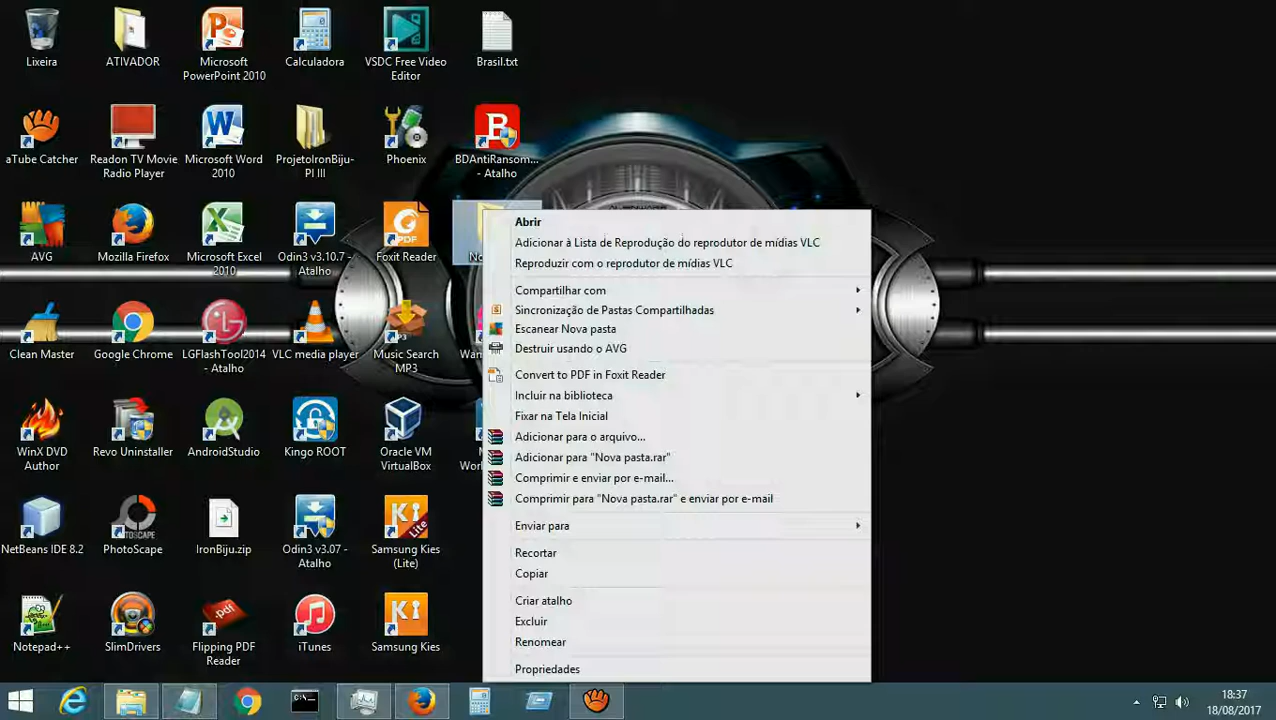 Lixeira
ATIVADOR
Microsoft
PowerPoint 2010
Calculadora
VSDC Free Video
Editor
Brasil.txt
aTube Catcher
Readon TV Movie
Radio Player
Microsoft Word
2010
ProjetoIronBiju-
PI III
Phoenix
BDAntiRansom...
- Atalho
AVG
Mozilla Firefox
Microsoft Excel
2010
Odin3 v3.10.7 -
Atalho
Foxit Reader
Clean Master
Google Chrome
LGFlashTool2014
- Atalho
VLC media player
Music Search
MP3
WinX DVD
Author
Revo Uninstaller
AndroidStudio
Kingo ROOT
Oracle VM
VirtualBox
NetBeans IDE 8.2
PhotoScape
IronBiju.zip
Odin3 v3.07 -
Atalho
Samsung Kies
(Lite)
Notepad++
SlimDrivers
Flipping PDF
Reader
iTunes
Samsung Kies
Abrir
Adicionar à Lista de Reprodução do reprodutor de mídias VLC
Reproduzir com o reprodutor de mídias VLC
Compartilhar com
Sincronização de Pastas Compartilhadas
Escanear Nova pasta
Destruir usando o AVG
Convert to PDF in Foxit Reader
Incluir na biblioteca
Fixar na Tela Inicial
Adicionar para o arquivo...
Adicionar para "Nova pasta.rar"
Comprimir e enviar por e-mail...
Comprimir para "Nova pasta.rar" e enviar por e-mail
Enviar para
Recortar
Copiar
Criar atalho
Excluir
Renomear
Propriedades
18:37
18/08/2017